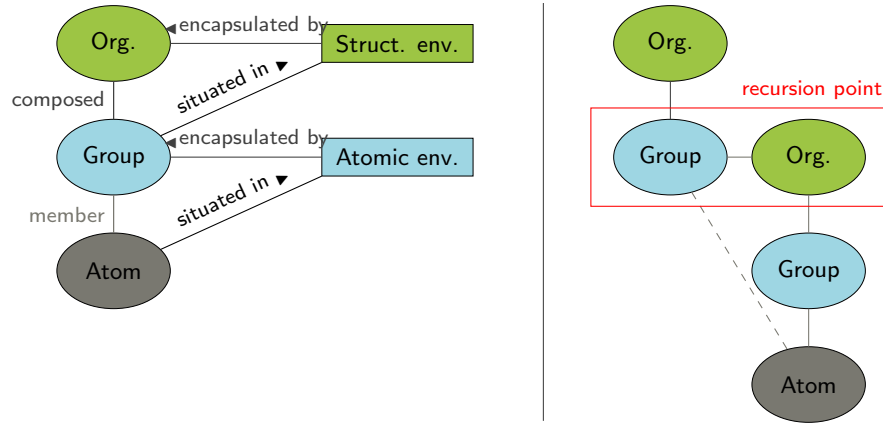 Org.
encapsulated by
Struct. env.
composed
situated in
Group
encapsulated by
Atomic env.
member
situated in
Atom
Org.
recursion point
Group
Org.
Group
Atom